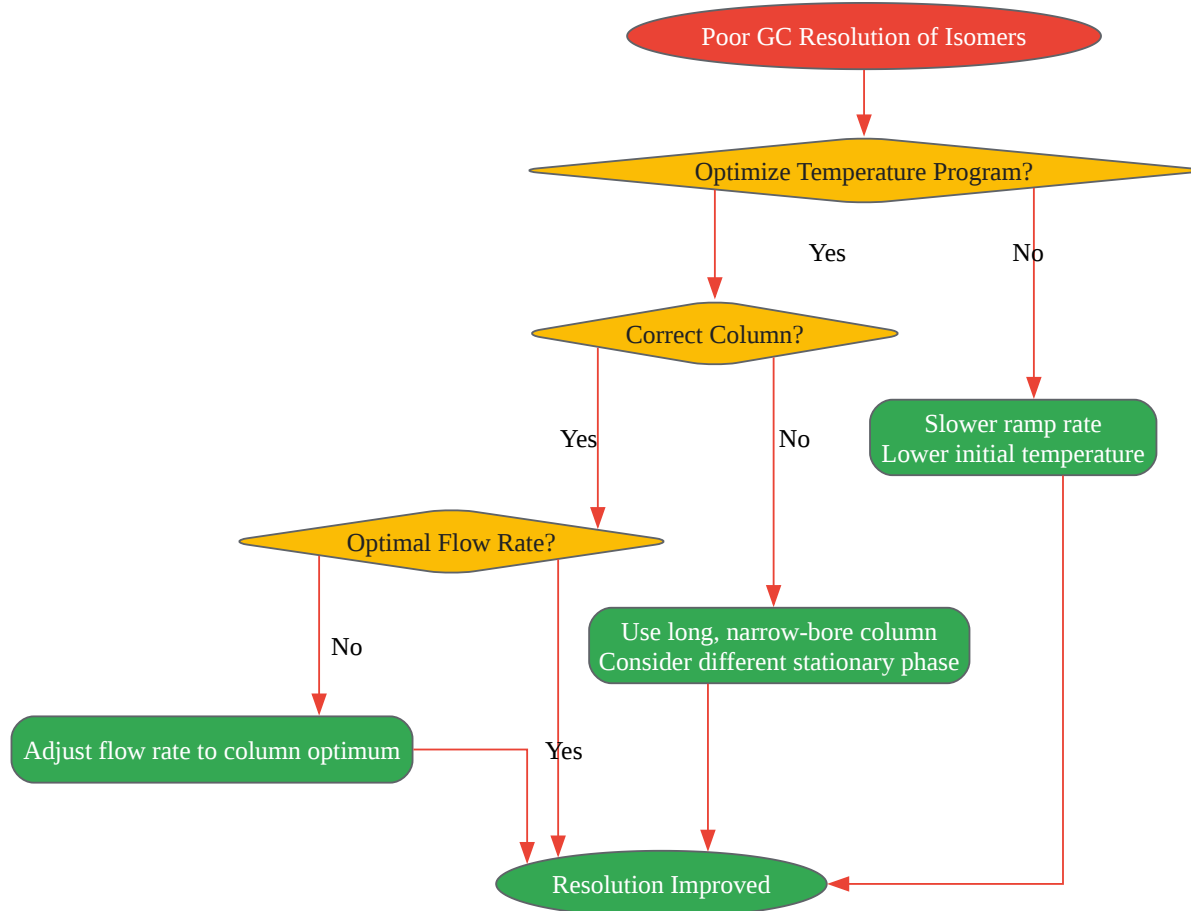 Poor GC Resolution of Isomers
Optimize Temperature Program?
Yes
No
Correct Column?
Yes
No
Slower ramp rate
Lower initial temperature
Optimal Flow Rate?
No
Use long, narrow-bore column
Consider different stationary phase
Adjust flow rate to column optimum
Yes
Resolution Improved